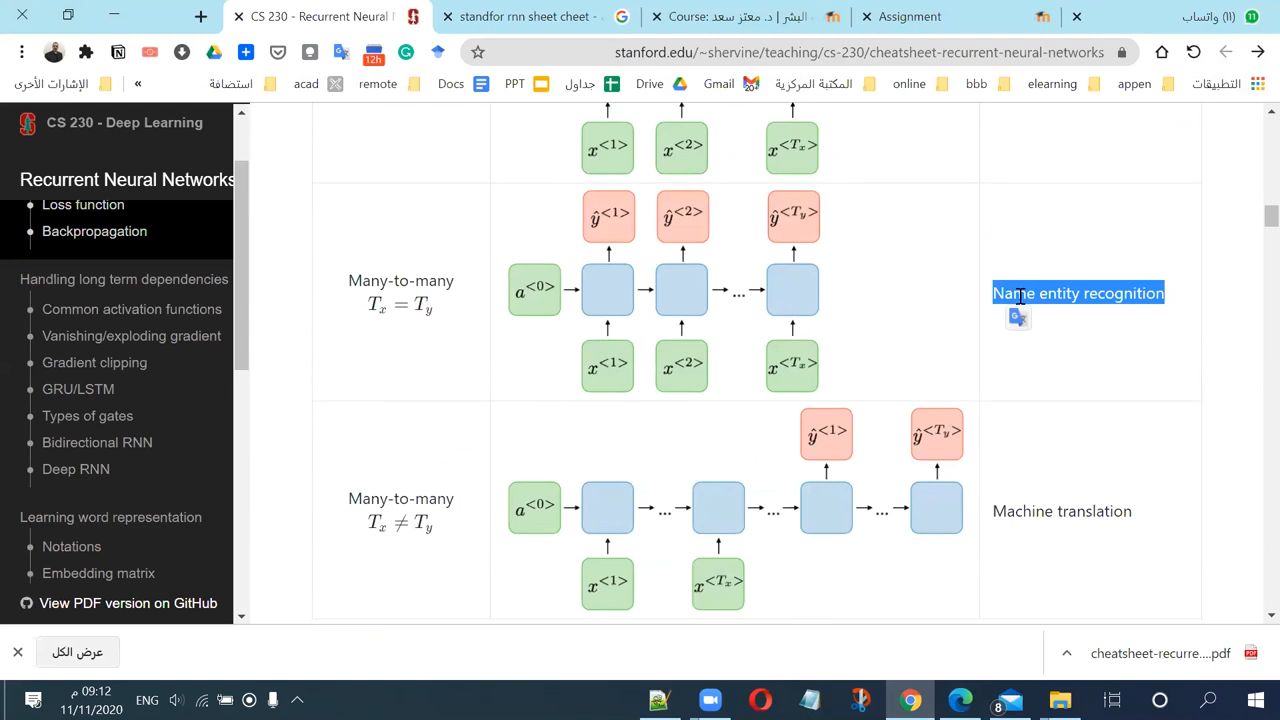 CS 230 - Recurrent Neural I
standfor rnn sheet cheet -
Course: د. معتز سعد | البشر
Assignment
(11) واتساب
11
12h
stanford.edu/~shervine/teaching/cs-230/cheatsheet-recurrent-neural-networks
الإشارات الأخرى
«
استضافة
acad
remote
Docs
PPT
جداول
Drive
Gmail
المكتبة المركزية
online
bbb
elearning
appen
التطبيقات
CS 230 - Deep Learning
Recurrent Neural Networks
Loss function
Backpropagation
Handling long term dependencies
Common activation functions
Vanishing/exploding gradient
Gradient clipping
GRU/LSTM
Types of gates
Bidirectional RNN
Deep RNN
Learning word representation
Notations
Embedding matrix
View PDF version on GitHub
x<1> x<2> x<Tx>
ŷ<1> ŷ<2> ŷ<Ty>
Many-to-many
Tx = Ty
a<0> ...
Name entity recognition
x<1> x<2> x<Tx>
ŷ<1> ŷ<Ty>
Many-to-many
Tx ≠ Ty
a<0> ... ... ...
Machine translation
x<1> x<Tx>
عرض الكل
cheatsheet-recurre....pdf
09:12 م
11/11/2020
ENG
8